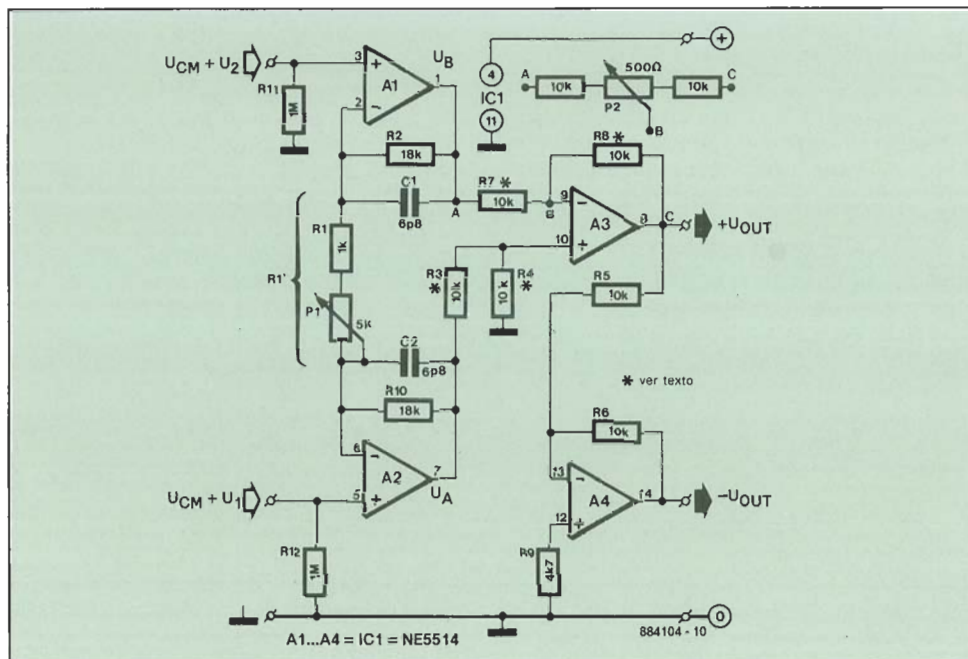 U_CM + U_2
R11
1M
3
+
A1
2
−
1
U_B
R2
18k
C1
6p8
A
R7 *
10k
B
4
IC1
11
+
A
10k
500Ω
P2
10k
C
B
R8*
10k
9
−
A3
10
+
8
C
+U_OUT
R1'
R1
1k
P1
5k
R3
*
10k
R4
*
10k
R5
10k
C2
6p8
R10
18k
* ver texto
6
−
A2
5
+
7
U_A
U_CM + U_1
R12
1M
R6
10k
13
−
A4
12
+
14
−U_OUT
R9
4k7
0
A1...A4 = IC1 = NE5514
884104 - 10